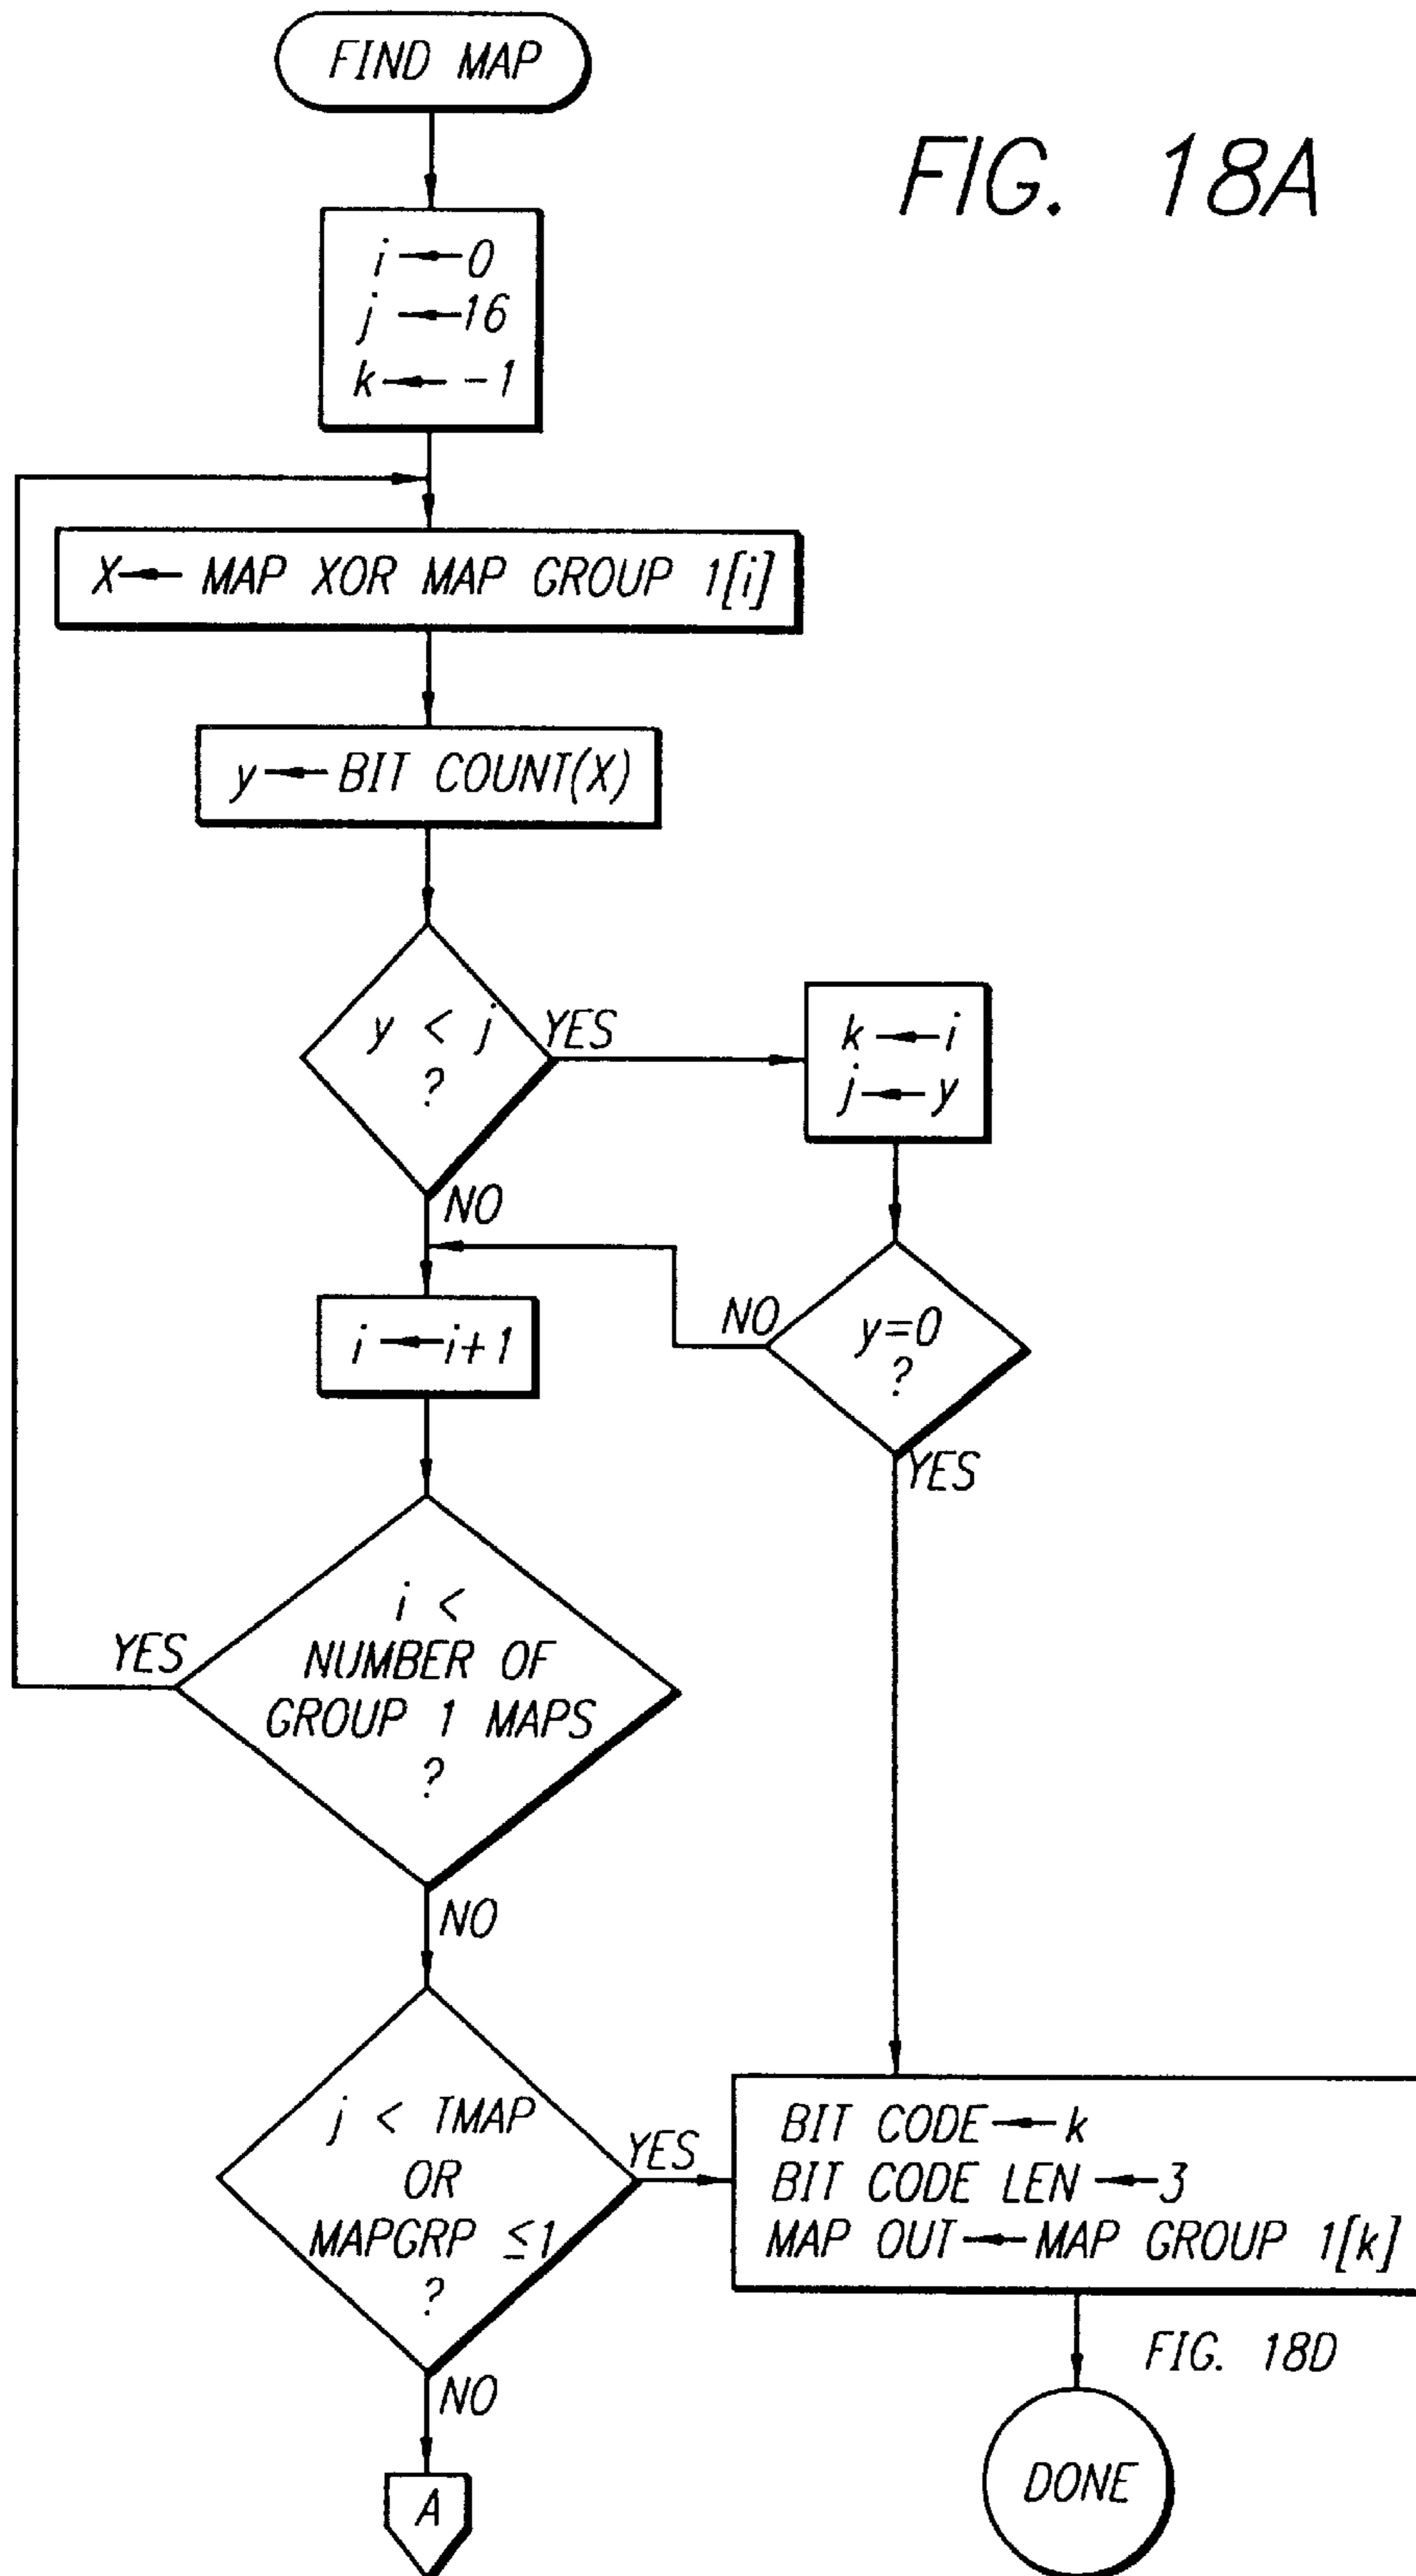 FIND MAP
FIG. 18A
i ← 0
j ← 16
k ← -1
X ← MAP XOR MAP GROUP 1[i]
y ← BIT COUNT(X)
y < j
?
YES
k ← i
j ← y
NO
i ← i+1
NO
y=0
?
YES
i <
NUMBER OF
GROUP 1 MAPS
?
YES
NO
j < TMAP
OR
MAPGRP ≤1
?
YES
BIT CODE ← k
BIT CODE LEN ← 3
MAP OUT ← MAP GROUP 1[k]
NO
FIG. 18D
A
DONE